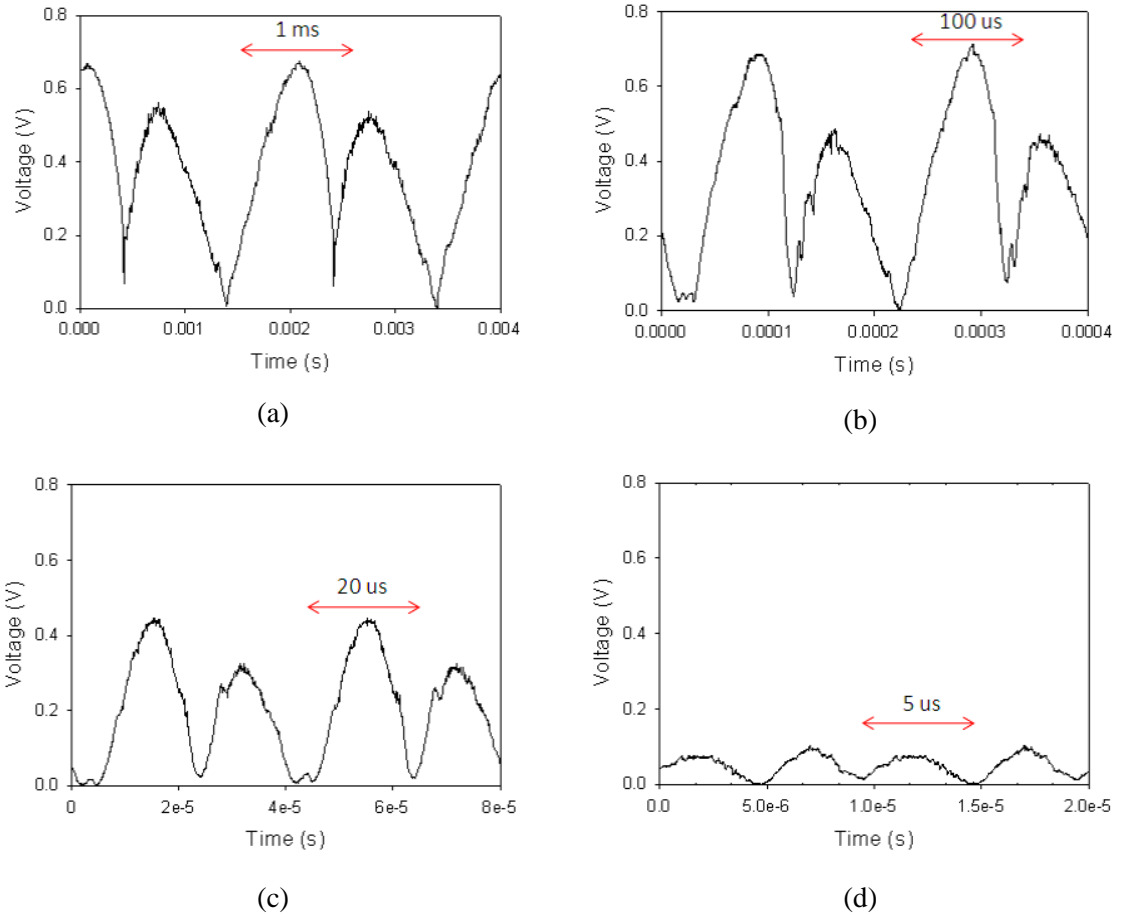 1 ms
0.8
0.6
0.4
0.2
0.0
Voltage (V)
0.000 0.001 0.002 0.003 0.004
Time (s)
(a)
100 us
0.8
0.6
0.4
0.2
0.0
Voltage (V)
0.0000 0.0001 0.0002 0.0003 0.0004
Time (s)
(b)
20 us
0.8
0.6
0.4
0.2
0.0
Voltage (V)
0 2e-5 4e-5 6e-5 8e-5
Time (s)
(c)
5 us
0.8
0.6
0.4
0.2
0.0
Voltage (V)
0.0 5.0e-6 1.0e-5 1.5e-5 2.0e-5
Time (s)
(d)